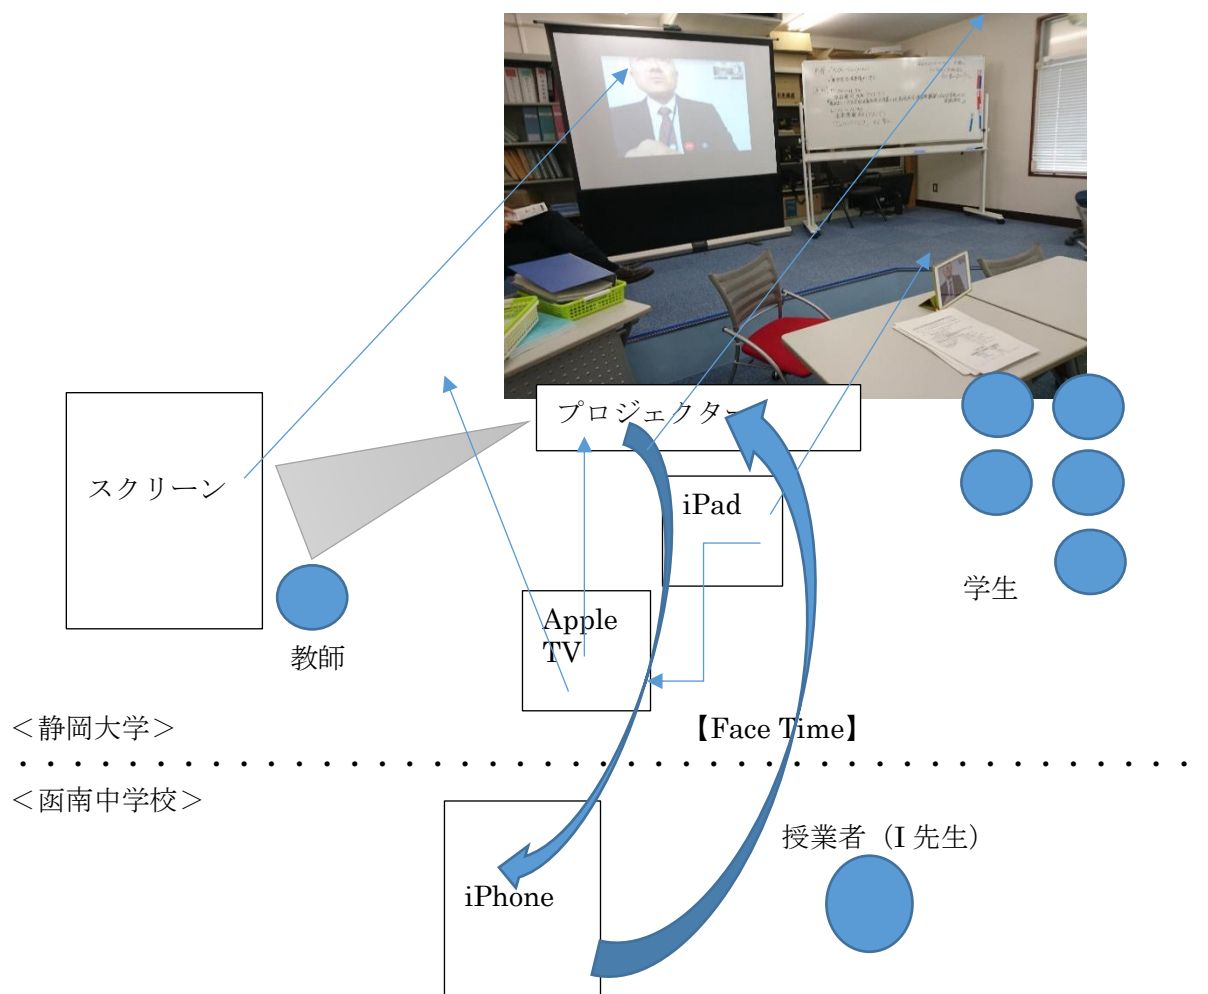 プロジェクター
スクリーン
iPad
学生
Apple
TV
教師
＜静岡大学＞
【Face Time】
＜函南中学校＞
授業者（I 先生）
iPhone